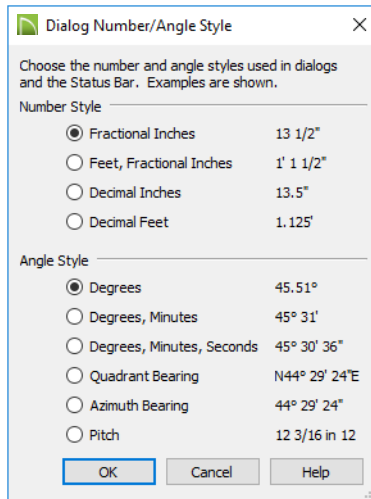 Dialog Number/Angle Style
Choose the number and angle styles used in dialogs
and the Status Bar. Examples are shown.
Number Style
Fractional Inches 13 1/2"
Feet, Fractional Inches 1' 1 1/2"
Decimal Inches 13.5"
Decimal Feet 1.125'
Angle Style
Degrees 45.51°
Degrees, Minutes 45° 31'
Degrees, Minutes, Seconds 45° 30' 36"
Quadrant Bearing N44° 29' 24"E
Azimuth Bearing 44° 29' 24"
Pitch 12 3/16 in 12
OK Cancel Help